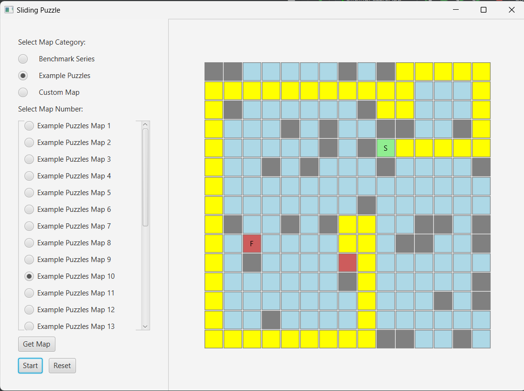 Sliding Puzzle
Select Map Category:
Benchmark Series
Example Puzzles
Custom Map
Select Map Number:
Example Puzzles Map 1
Example Puzzles Map 2
Example Puzzles Map 3
Example Puzzles Map 4
Example Puzzles Map 5
Example Puzzles Map 6
Example Puzzles Map 7
Example Puzzles Map 8
Example Puzzles Map 9
Example Puzzles Map 10
Example Puzzles Map 11
Example Puzzles Map 12
Example Puzzles Map 13
Get Map
Start Reset
S
F